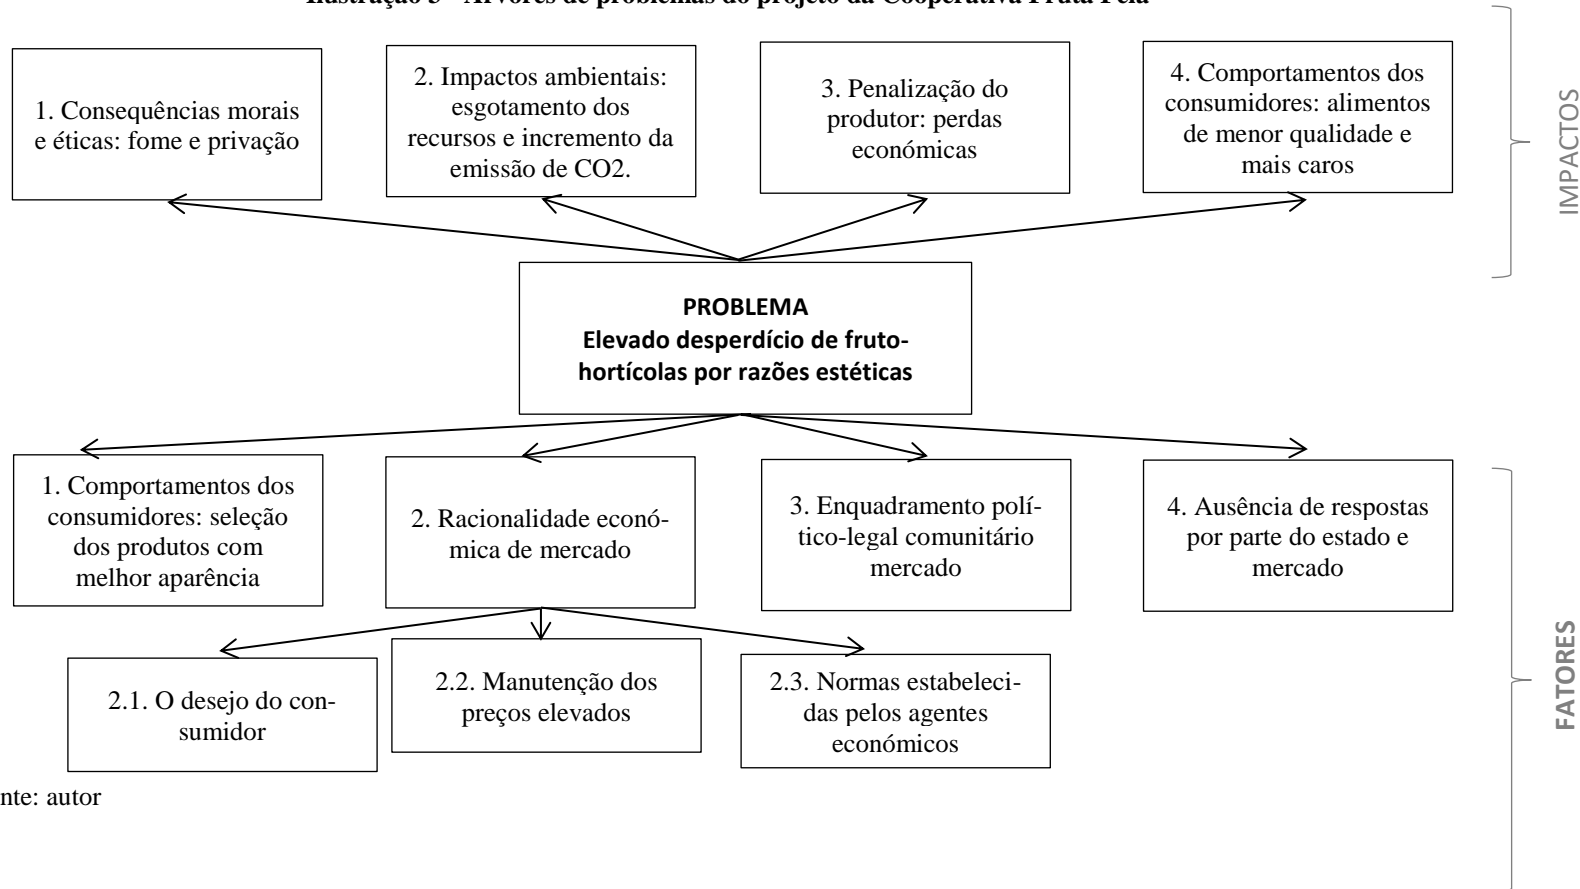 Ilustração - Árvores de problemas do projeto da Cooperativa Fruta Feia
1. Consequências morais
e éticas: fome e privação
2. Impactos ambientais:
esgotamento dos
recursos e incremento da
emissão de CO2.
3. Penalização do
produtor: perdas
económicas
4. Comportamentos dos
consumidores: alimentos
de menor qualidade e
mais caros
IMPACTOS
PROBLEMA
Elevado desperdício de fruto-
hortícolas por razões estéticas
1. Comportamentos dos
consumidores: seleção
dos produtos com
melhor aparência
2. Racionalidade econó-
mica de mercado
3. Enquadramento polí-
tico-legal comunitário
mercado
4. Ausência de respostas
por parte do estado e
mercado
2.1. O desejo do con-
sumidor
2.2. Manutenção dos
preços elevados
2.3. Normas estabeleci-
das pelos agentes
económicos
FATORES
nte: autor